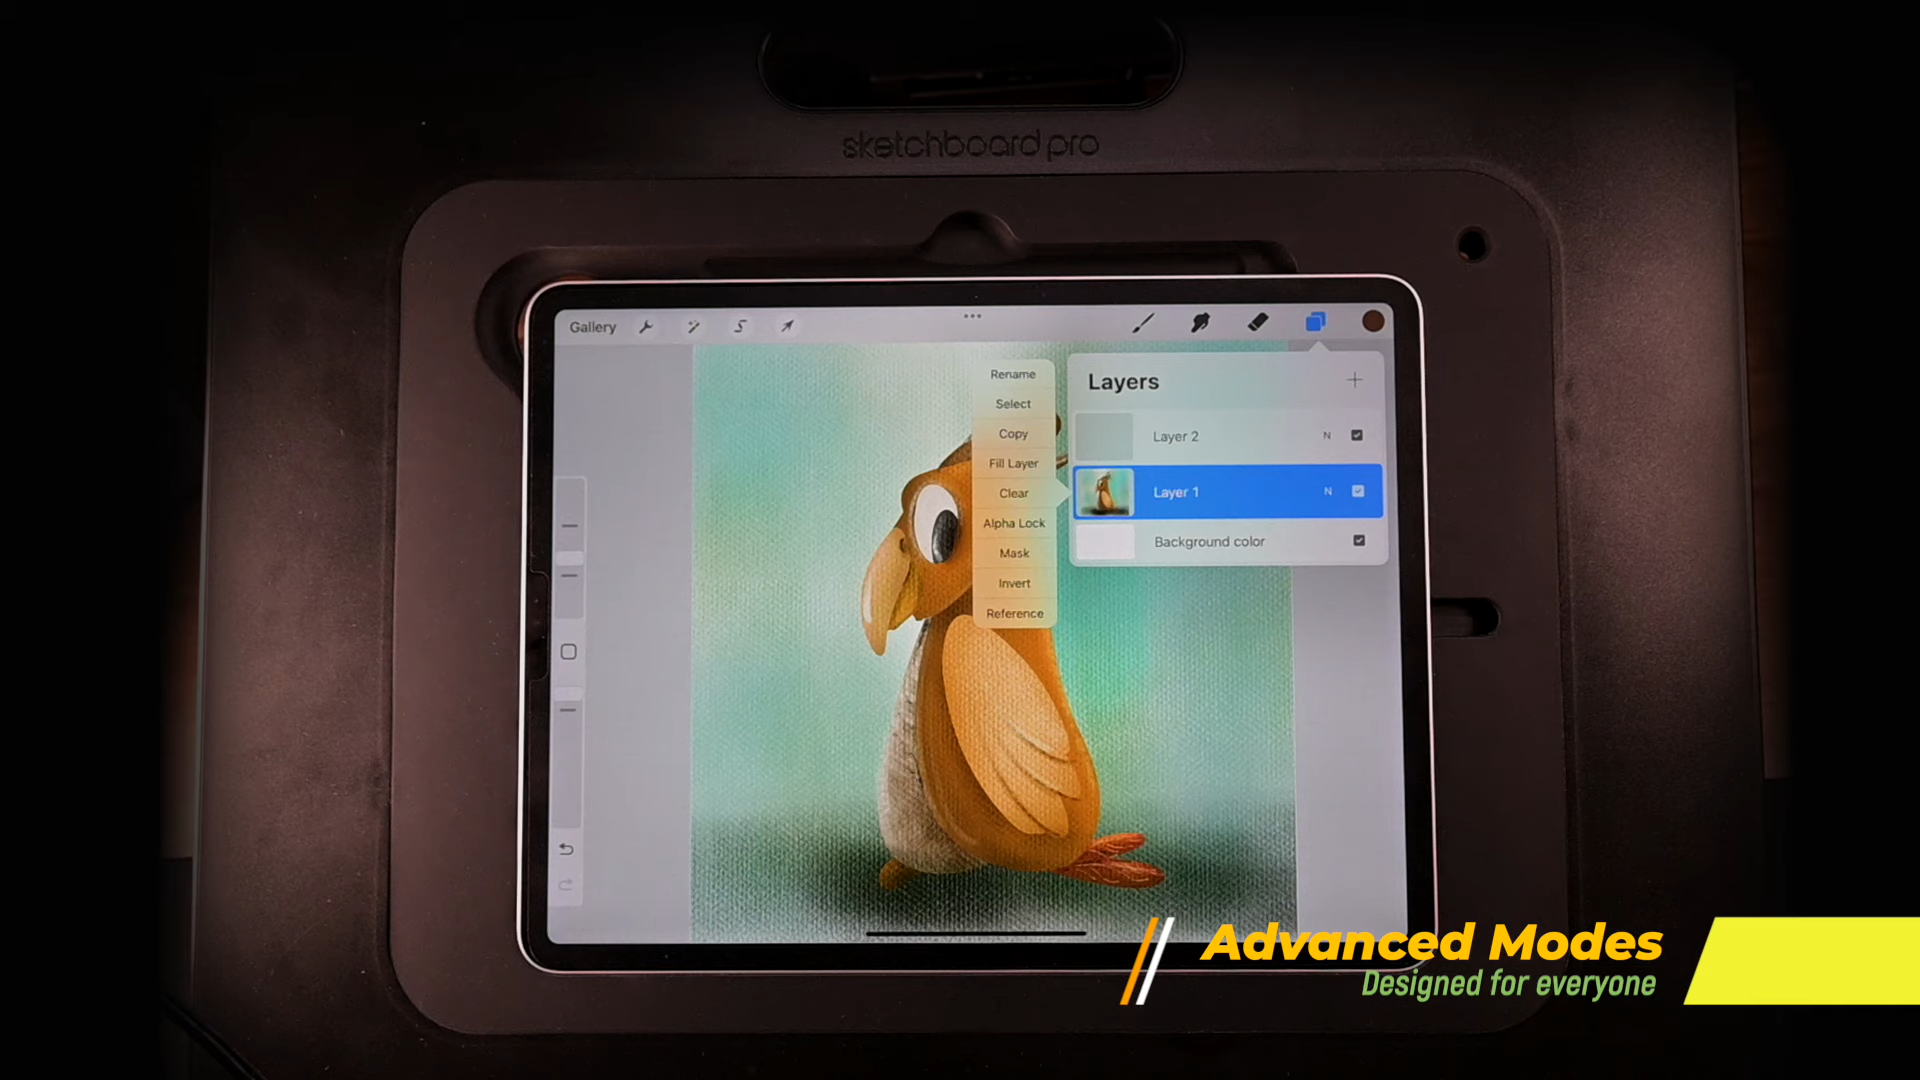 sketchboard pro
Gallery
Rename
Select
Copy
Fill Layer
Clear
Alpha Lock
Mask
Invert
Reference
Layers
Layer 2
N
Layer 1
N
Background color
Advanced Modes
Designed for everyone